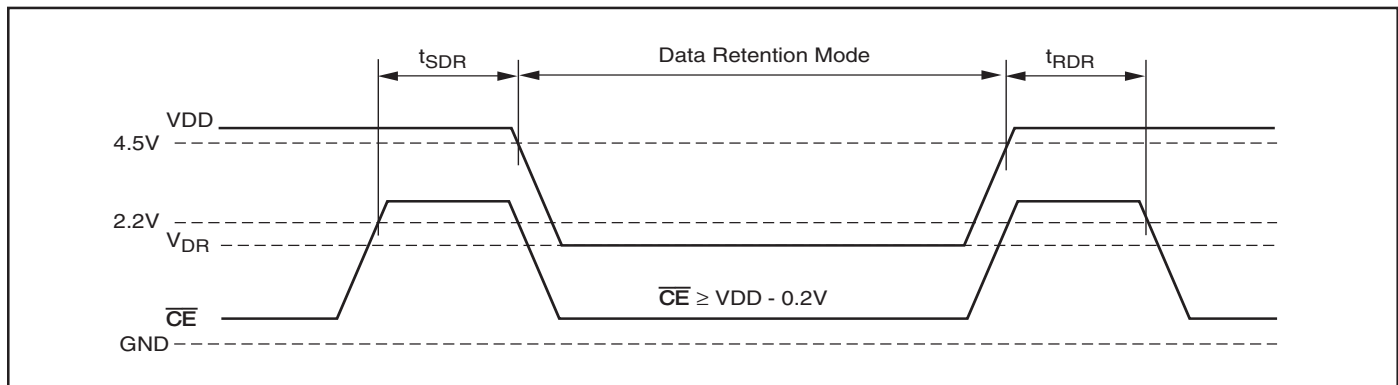 tSDR Data Retention Mode tRDR
VDD
4.5V
2.2V
VDR
CE ≥ VDD - 0.2V
CE
GND